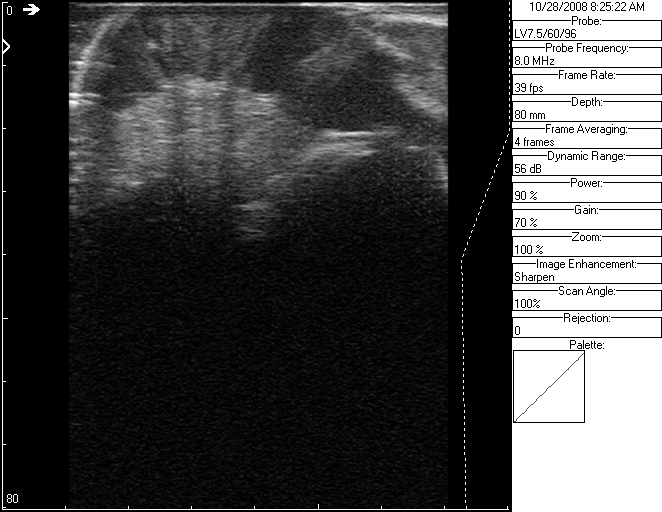 0
80
10/28/2008 8:25:22 AM
Probe:
LV7.5/60/96
Probe Frequency:
8.0 MHz
Frame Rate:
39 fps
Depth:
80 mm
Frame Averaging:
4 frames
Dynamic Range:
56 dB
Power:
90 %
Gain:
70 %
Zoom:
100 %
Image Enhancement:
Sharpen
Scan Angle:
100%
Rejection:
0
Palette: